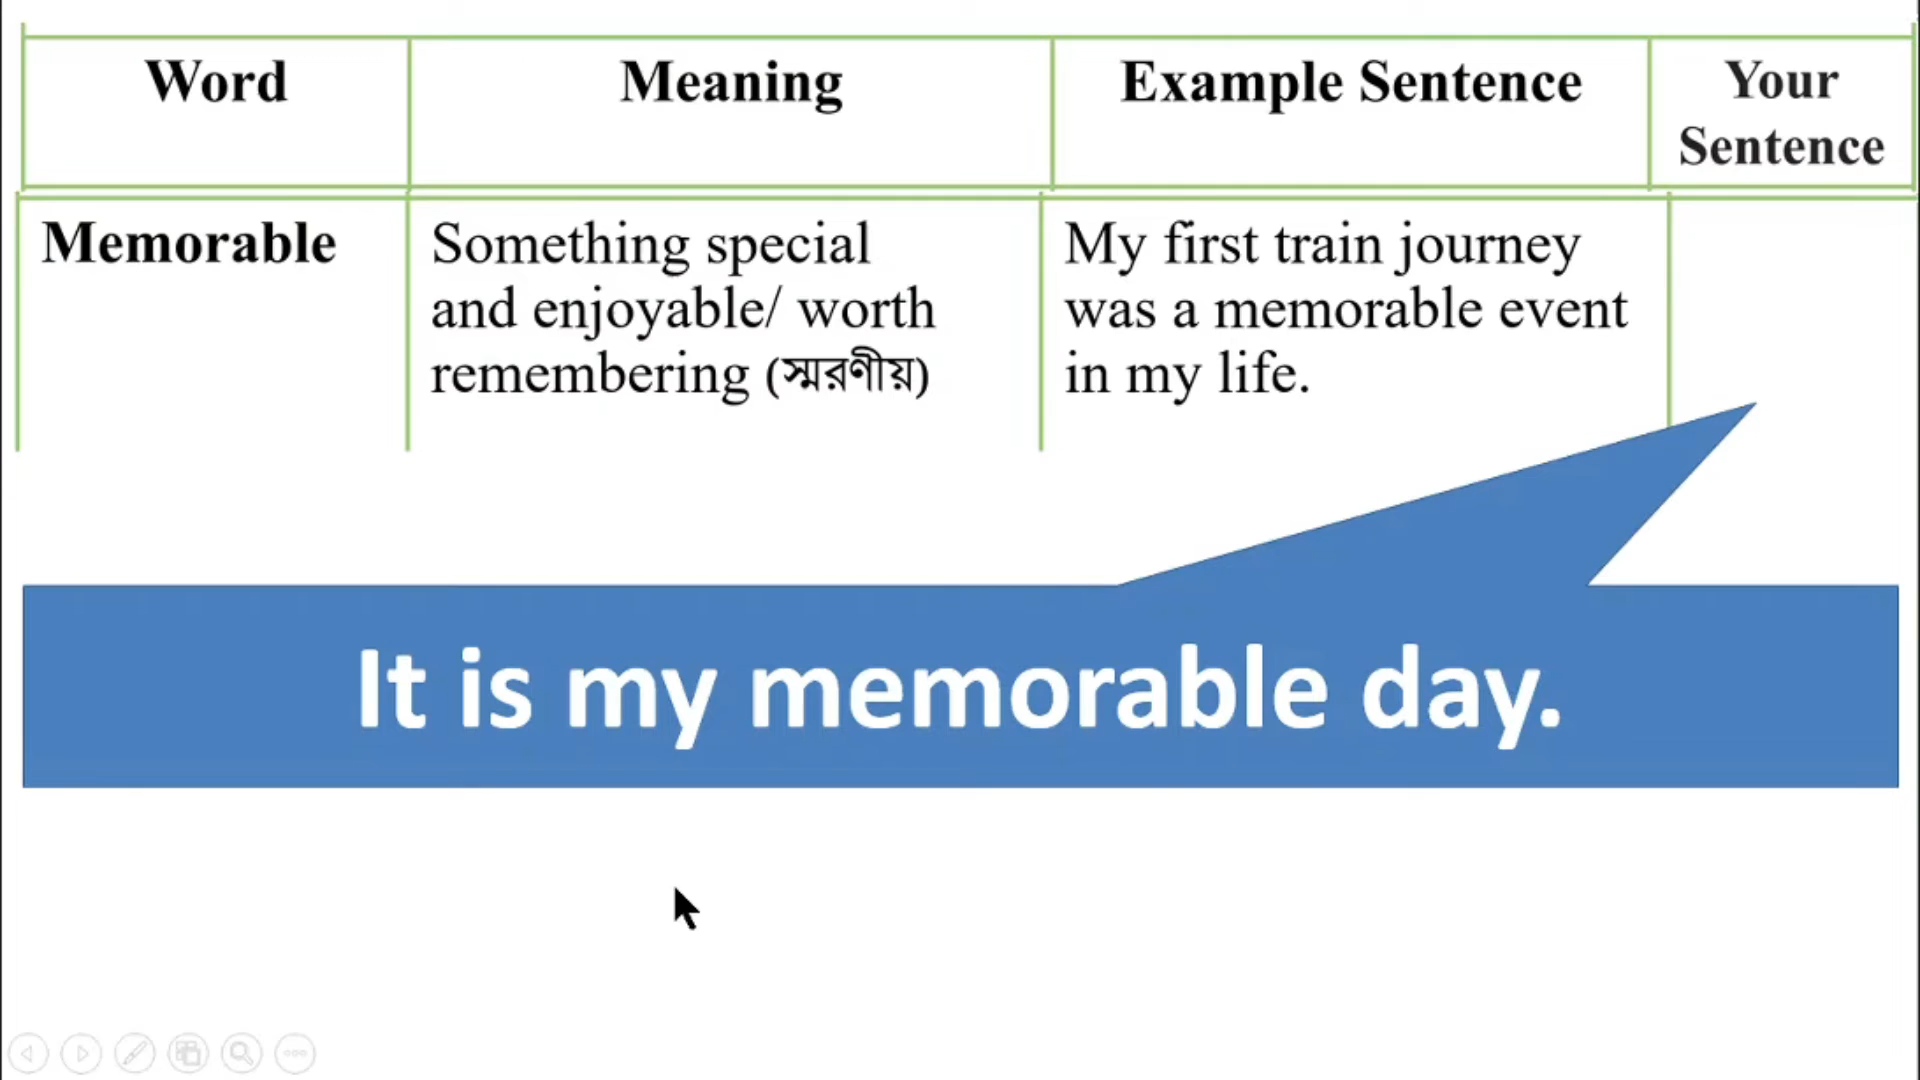 Word Meaning Example Sentence Your
Sentence
Memorable Something special My first train journey
and enjoyable/ worth was a memorable event
remembering (স্মরণীয়) in my life.
It is my memorable day.